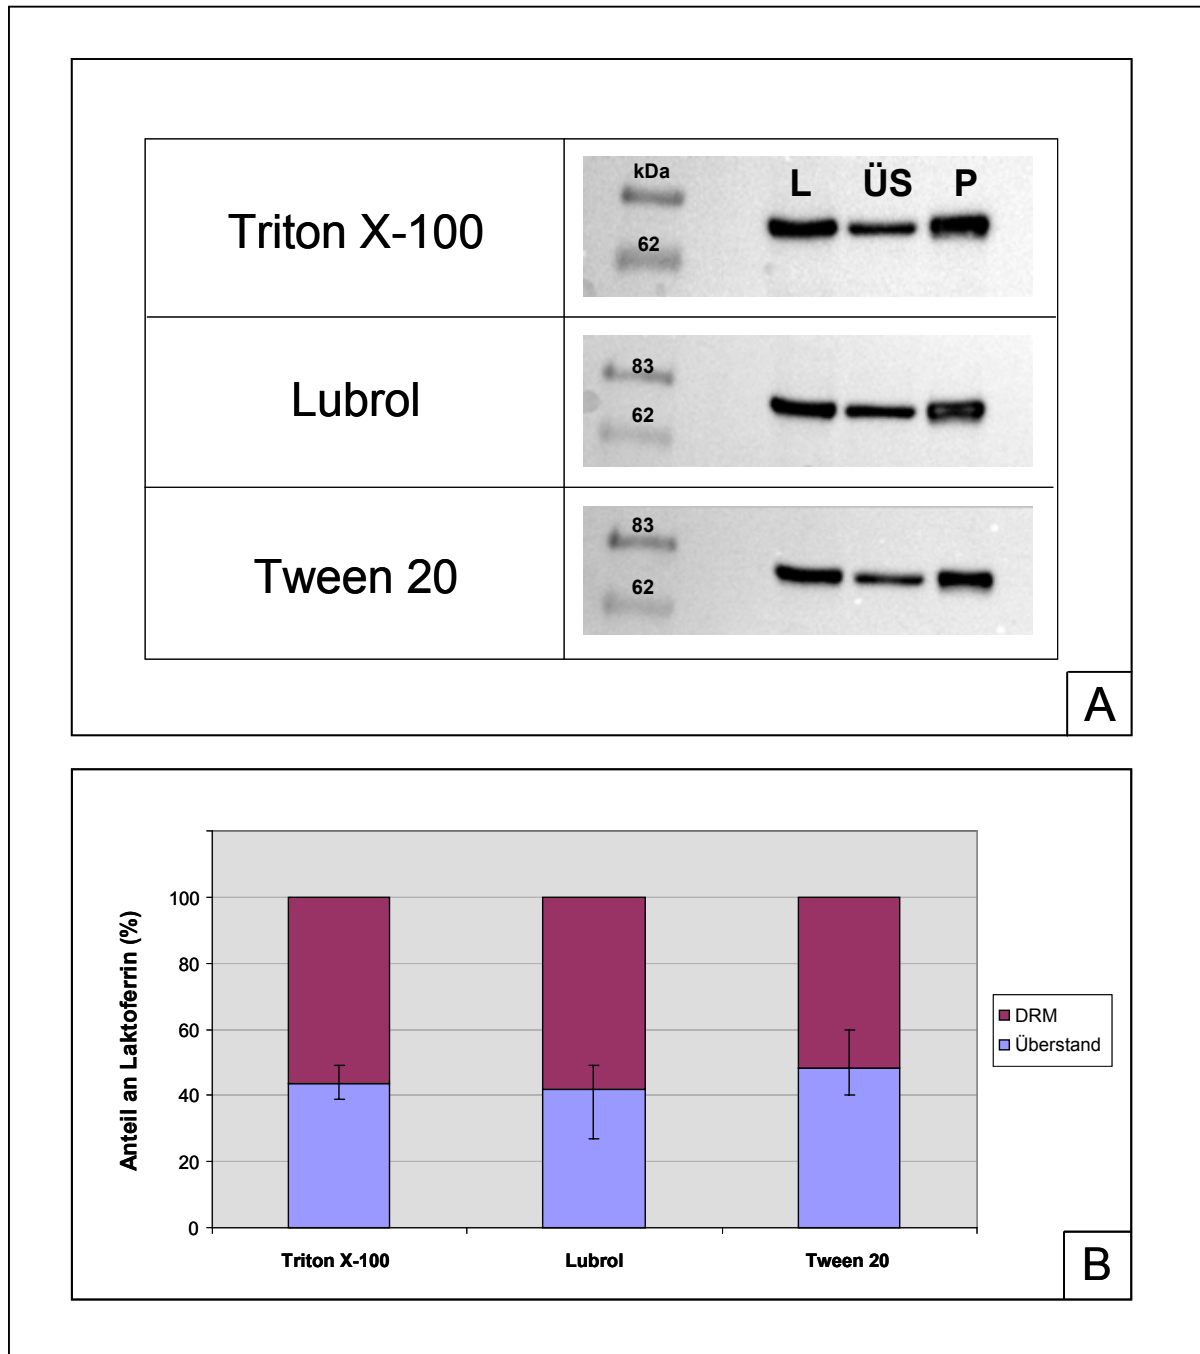 kDa
L ÜS P
Triton X-100
62
83
Lubrol
62
83
Tween 20
62
A
100
80
60
40
20
0
Anteil an Laktoferrin (%)
Triton X-100 Lubrol Tween 20
DRM
Überstand
B